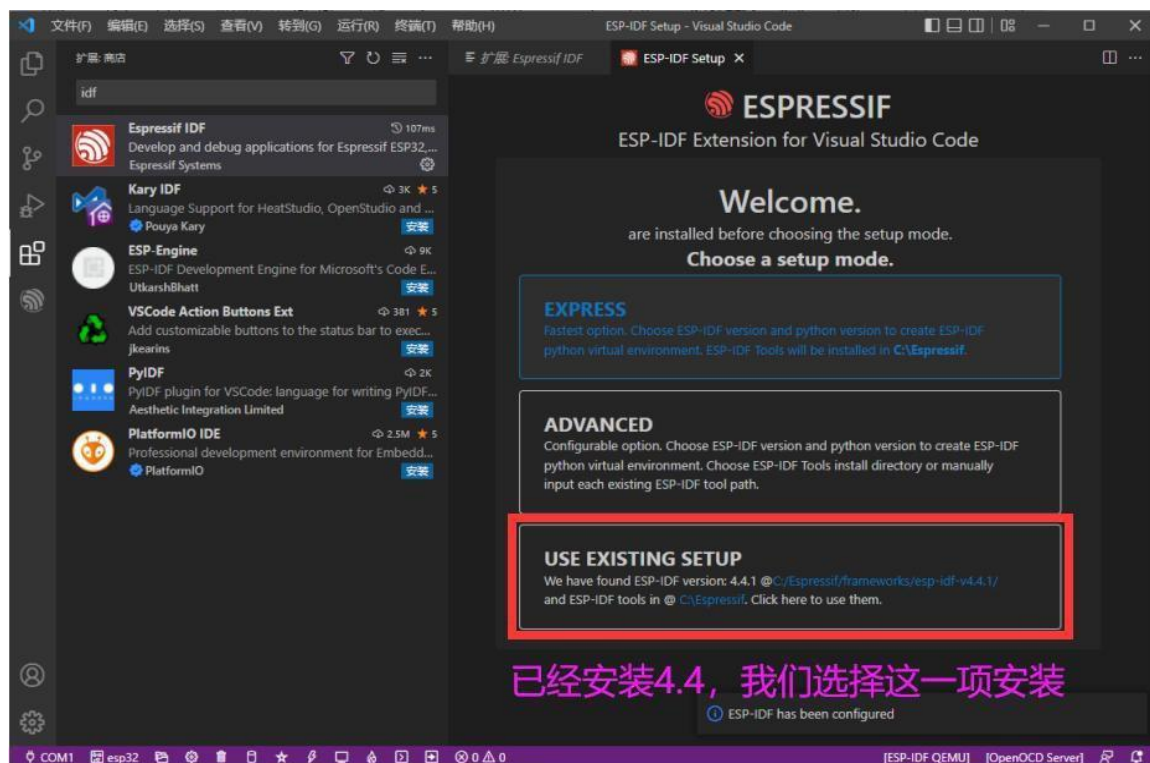 文件(F) 编辑(E) 选择(S) 查看(V) 转到(G) 运行(R) 终端(T) 帮助(H) ESP-IDF Setup - Visual Studio Code
扩展: 商店
idf
Espressif IDF 107ms
Develop and debug applications for Espressif ESP32,...
Espressif Systems
Kary IDF 3K ★ 5
Language Support for HeatStudio, OpenStudio and ...
Pouya Kary 安装
ESP-Engine 9K
ESP-IDF Development Engine for Microsoft's Code E...
UtkarshBhatt 安装
VSCode Action Buttons Ext 381 ★ 5
Add customizable buttons to the status bar to exec...
jkearins 安装
PyIDF 2K
PyIDF plugin for VSCode: language for writing PyIDF...
Aesthetic Integration Limited 安装
PlatformIO IDE 2.5M ★ 5
Professional development environment for Embedd...
PlatformIO 安装
扩展: Espressif IDF ESP-IDF Setup
ESPRESSIF
ESP-IDF Extension for Visual Studio Code
Welcome.
are installed before choosing the setup mode.
Choose a setup mode.
EXPRESS
Fastest option. Choose ESP-IDF version and python version to create ESP-IDF
python virtual environment. ESP-IDF Tools will be installed in C:\Espressif.
ADVANCED
Configurable option. Choose ESP-IDF version and python version to create ESP-IDF
python virtual environment. Choose ESP-IDF Tools install directory or manually
input each existing ESP-IDF tool path.
USE EXISTING SETUP
We have found ESP-IDF version: 4.4.1 @C:/Espressif/frameworks/esp-idf-v4.4.1/
and ESP-IDF tools in @ C:\Espressif. Click here to use them.
已经安装4.4，我们选择这一项安装
ESP-IDF has been configured
COM1 esp32 0 0 [ESP-IDF QEMU] [OpenOCD Server]